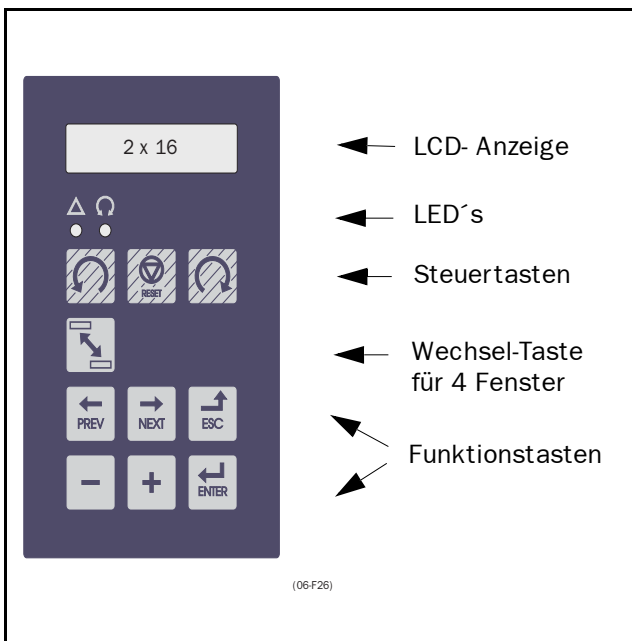 2 x 16
LCD- Anzeige
LED´s
RESET
Steuertasten
Wechsel-Taste
für 4 Fenster
PREV NEXT ESC
Funktionstasten
- + ENTER
(06-F26)